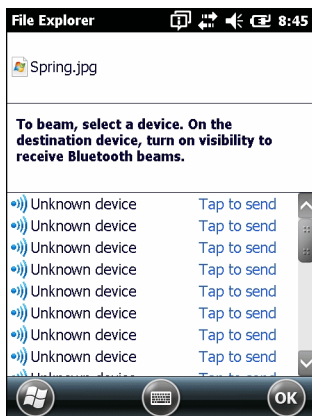 File Explorer 8:45
Spring.jpg
To beam, select a device. On the
destination device, turn on visibility to
receive Bluetooth beams.
Unknown device Tap to send
Unknown device Tap to send
Unknown device Tap to send
Unknown device Tap to send
Unknown device Tap to send
Unknown device Tap to send
Unknown device Tap to send
Unknown device Tap to send
OK